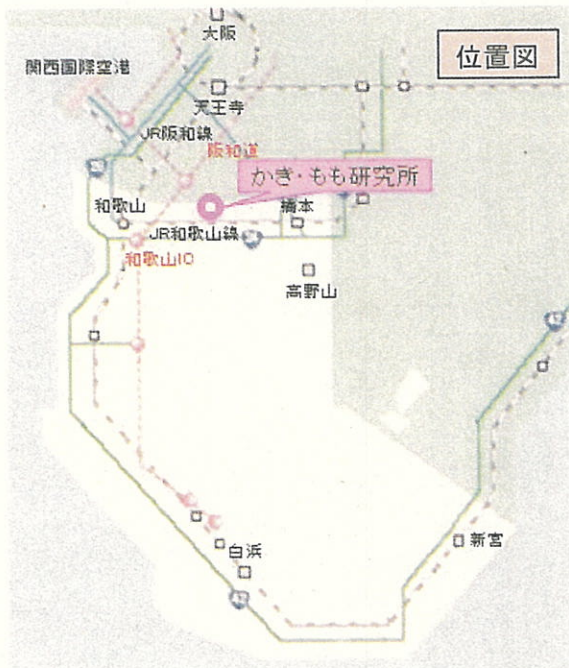 大阪
位置図
関西国際空港
天王寺
JR阪和線
阪和道
かき・もも研究所
和歌山
橋本
JR和歌山線
和歌山IC
高野山
新宮
白浜